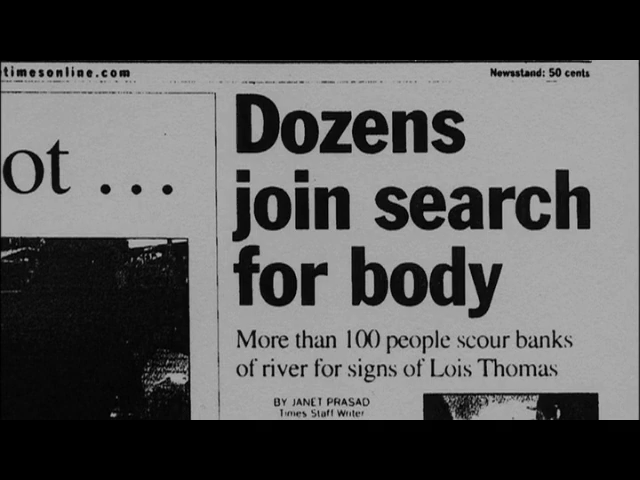 timesonline.com
Newsstand: 50 cents
ot ...
Dozens
join search
for body
More than 100 people scour banks
of river for signs of Lois Thomas
BY JANET PRASAD
Times Staff Writer